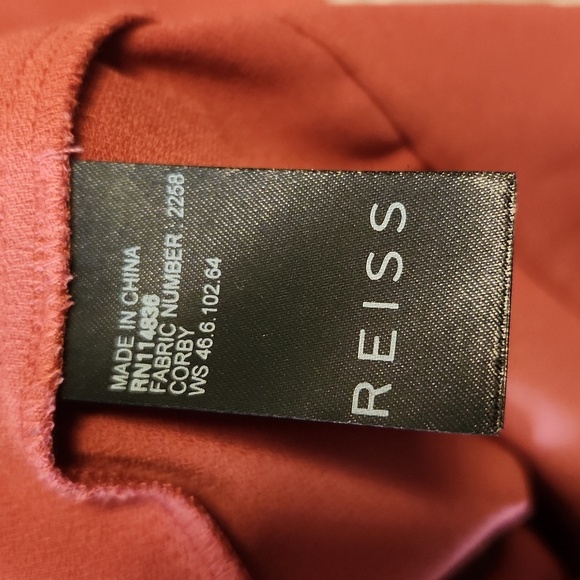 REISS
MADE IN CHINA
RN114836
FABRIC NUMBER . 2258
CORBY
WS 46.6.102.64